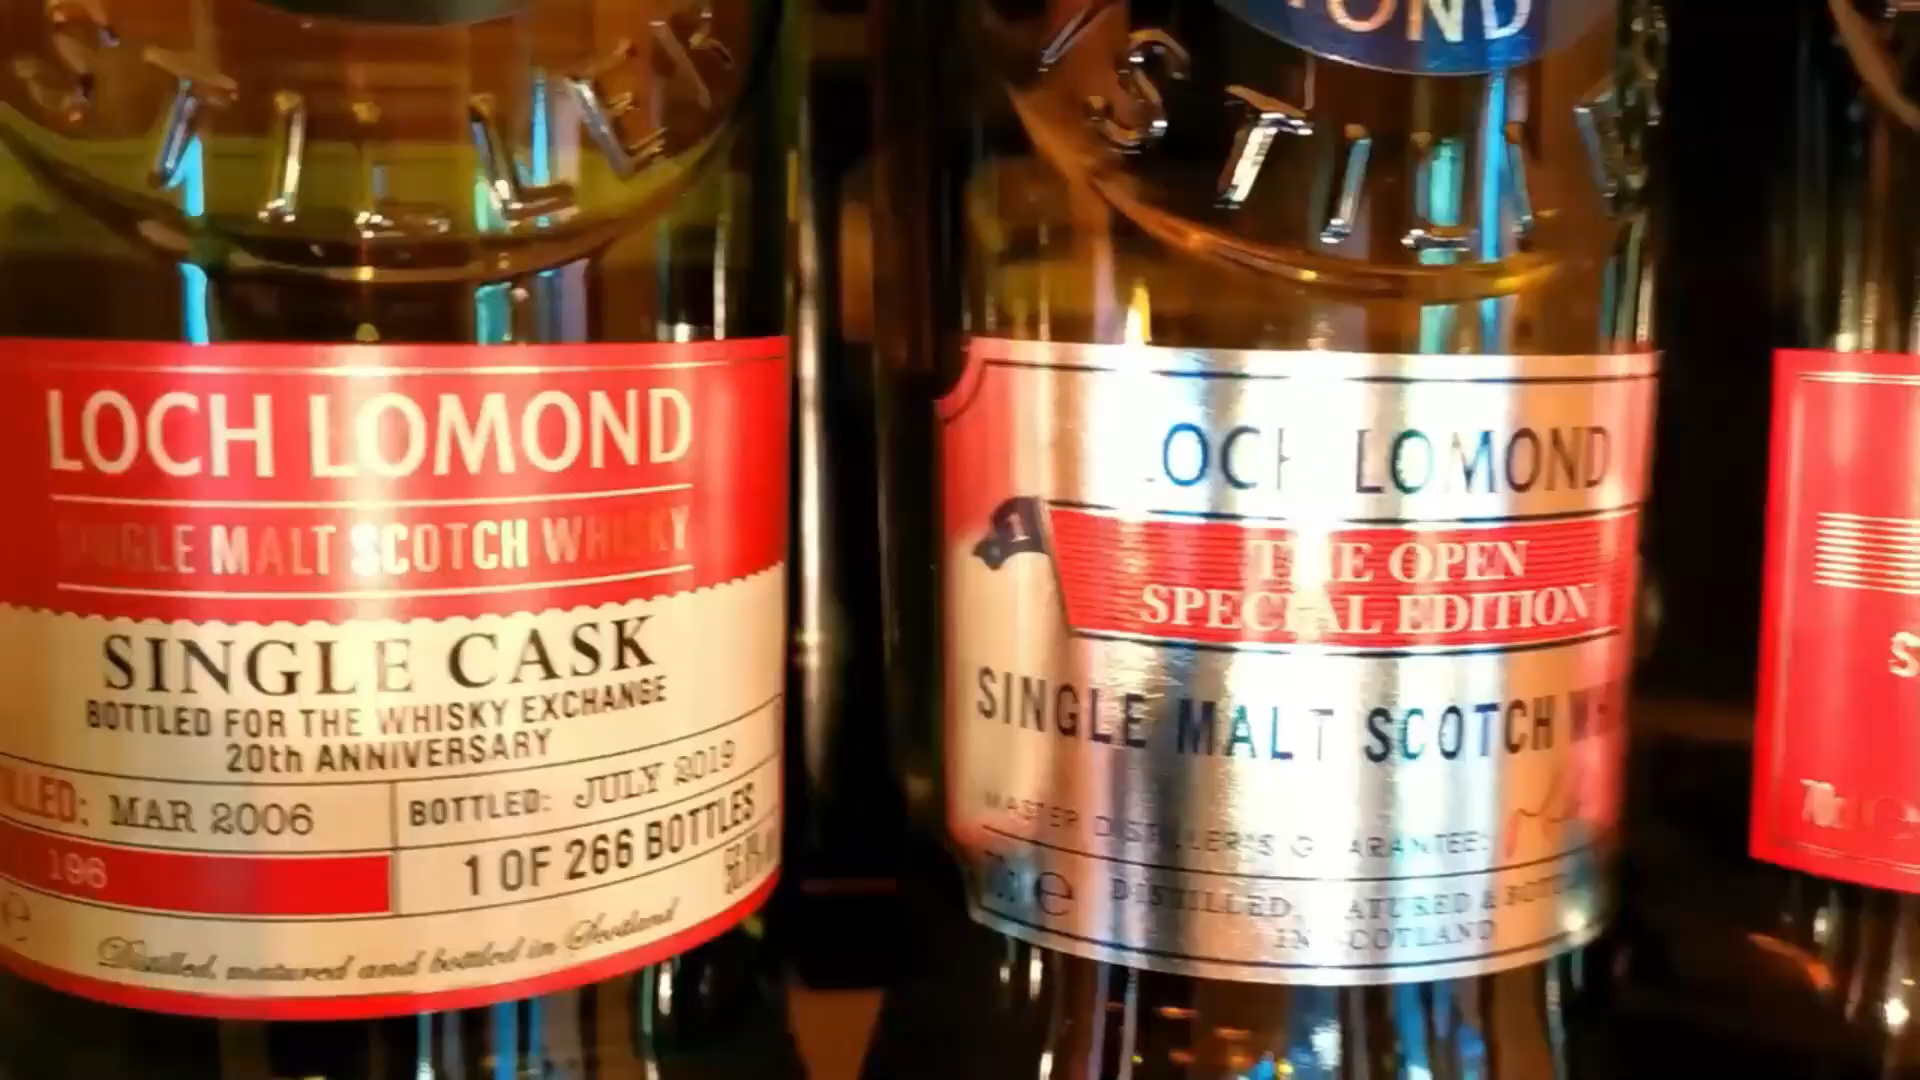 LOCH LOMOND
SINGLE MALT SCOTCH WHISKY
SINGLE CASK
BOTTLED FOR THE WHISKY EXCHANGE
20th ANNIVERSARY
MAR 2006
BOTTLED: JULY 2019
196
1 OF 266 BOTTLES
Distilled, matured and bottled in Scotland
LOCH LOMOND
THE OPEN
SPECIAL EDITION
SINGLE MALT SCOTCH
MASTER DISTILLER'S GUARANTEE:
DISTILLED, MATURED &
IN SCOTLAND